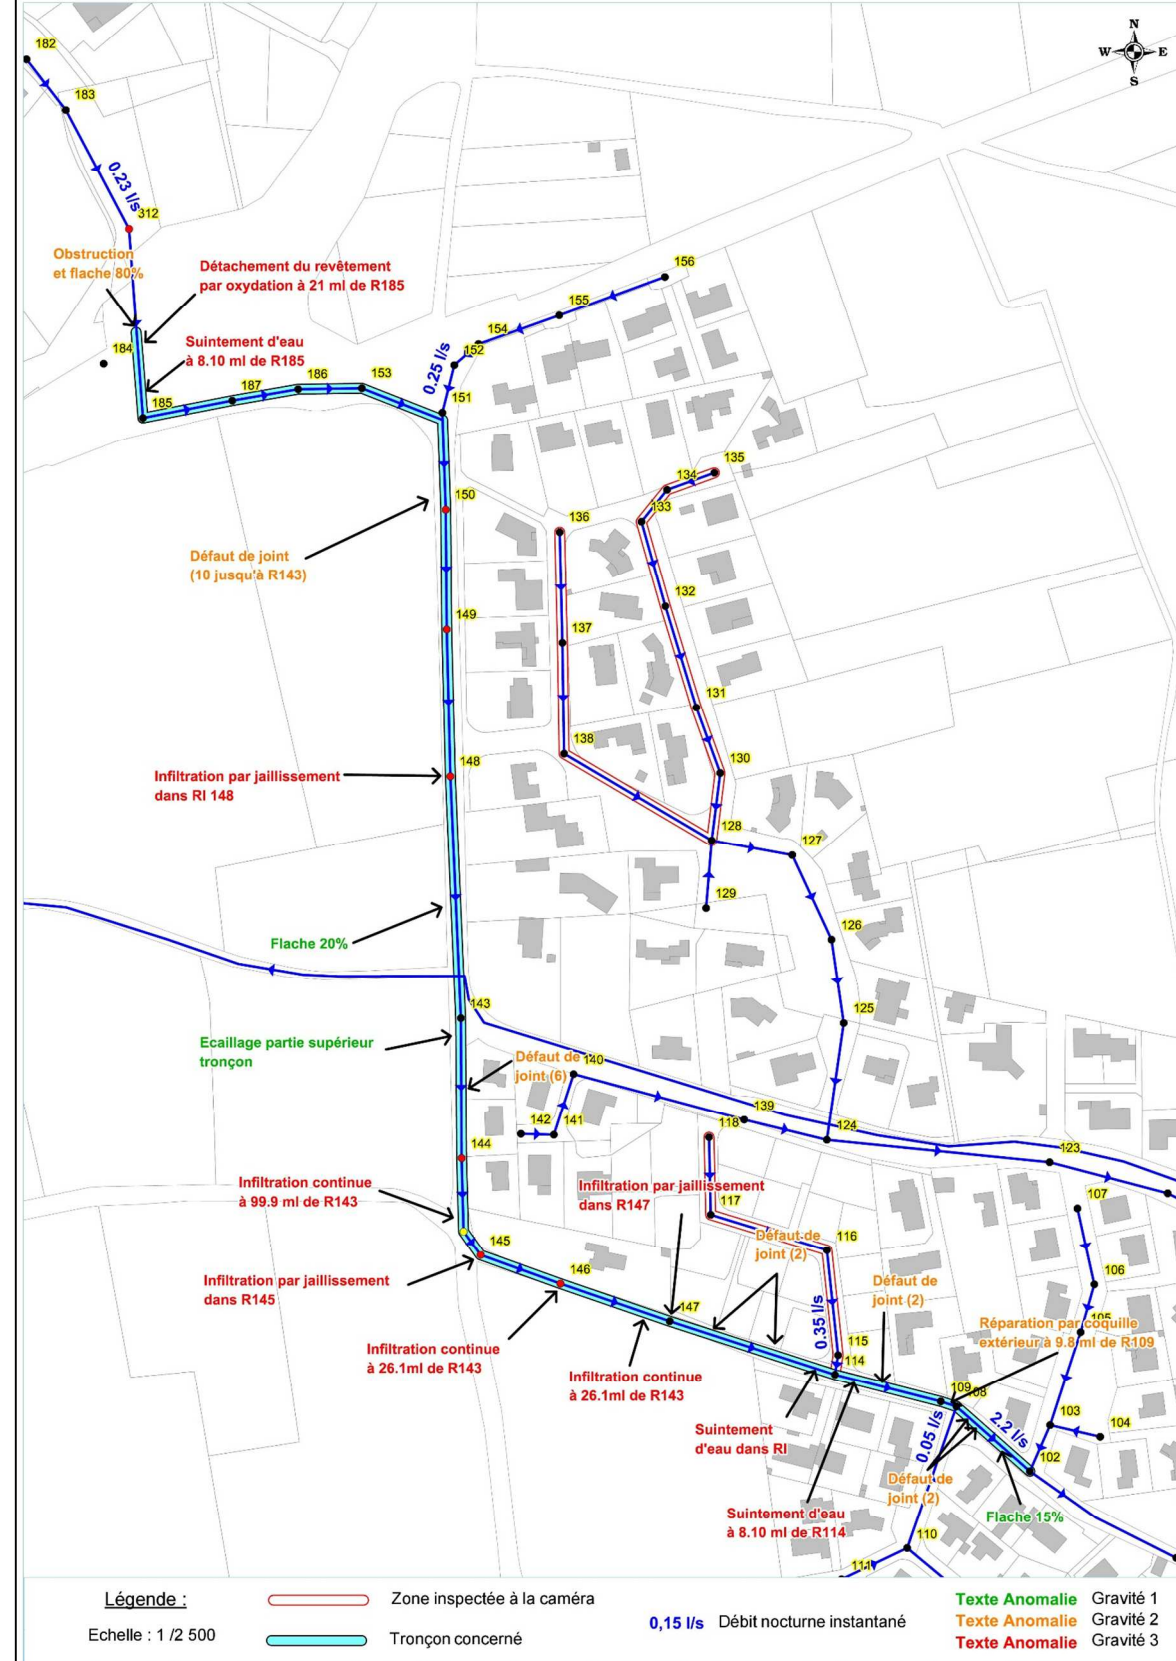 N
W E
S
182
183
0.23 l/s
312
Obstruction
et flache 80%
Détachement du revêtement
par oxydation à 21 ml de R185
156
155
154
152
0.25 l/s
184
Suintement d'eau
à 8.10 ml de R185
186
153
187
185
151
135
134
150
133
136
Défaut de joint
(10 jusqu'à R143)
132
149
137
131
138
130
148
Infiltration par jaillissement
dans RI 148
128
127
129
126
Flache 20%
143
125
Ecaillage partie supérieur
tronçon
Défaut de
joint (6)
140
139
142
141
118
124
123
144
Infiltration continue
à 99.9 ml de R143
Infiltration par jaillissement
dans R147
117
107
116
Défaut de
joint (2)
145
Infiltration par jaillissement
dans R145
146
106
Défaut de
joint (2)
147
0.35 l/s
105
Réparation par coquille
extérieur à 9.8 ml de R109
115
114
Infiltration continue
à 26.1ml de R143
Infiltration continue
à 26.1ml de R143
109
108
Suintement
d'eau dans RI
0.05 l/s
2.2 l/s
103
104
102
Défaut de
joint (2)
Suintement d'eau
à 8.10 ml de R114
Flache 15%
110
111
Légende :
Echelle : 1 /2 500
Zone inspectée à la caméra
Tronçon concerné
0,15 l/s Débit nocturne instantané
Texte Anomalie Gravité 1
Texte Anomalie Gravité 2
Texte Anomalie Gravité 3